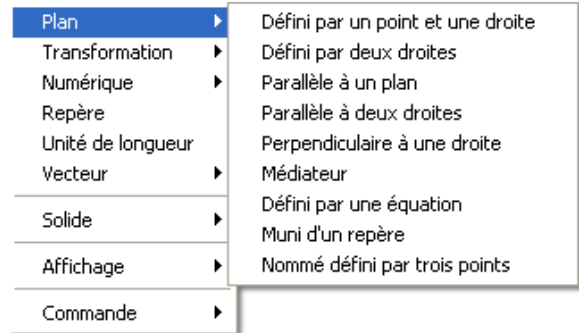 Plan
Transformation
Numérique
Repère
Unité de longueur
Vecteur
Solide
Affichage
Commande
Défini par un point et une droite
Défini par deux droites
Parallèle à un plan
Parallèle à deux droites
Perpendiculaire à une droite
Médiateur
Défini par une équation
Muni d'un repère
Nommé défini par trois points